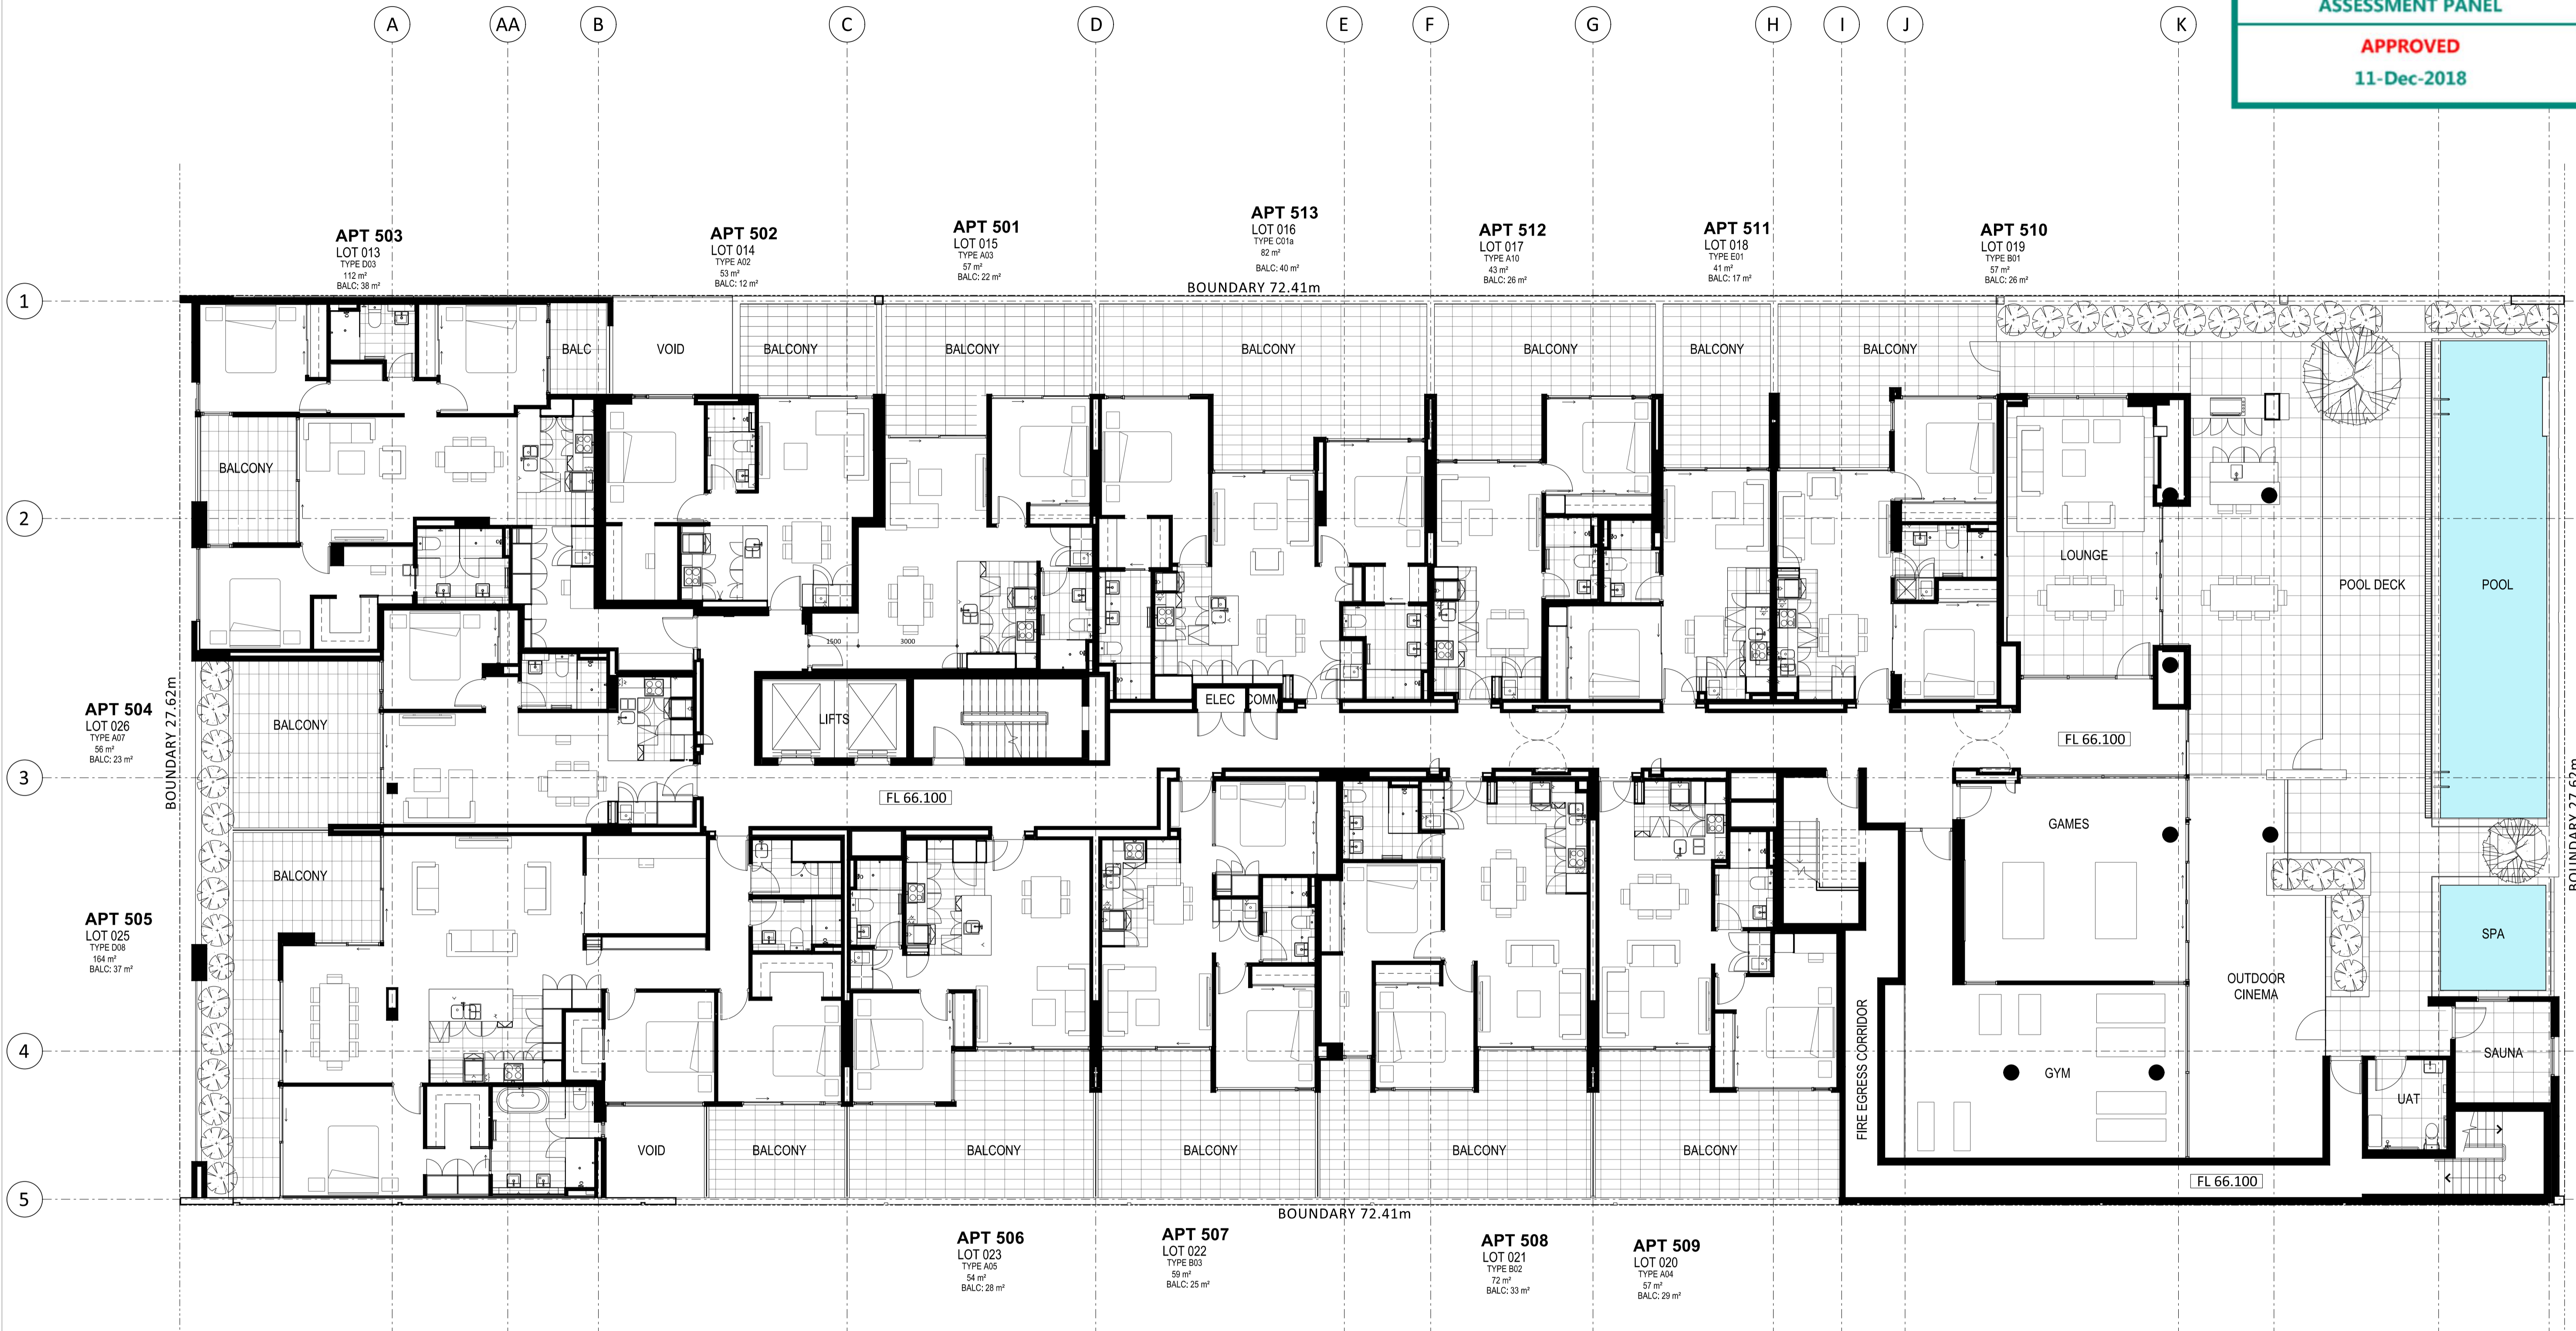 ASSESSMENT PANEL
APPROVED
11-Dec-2018
A
AA
B
C
D
E
F
G
H
I
J
K
APT 503
LOT 013
TYPE D03
112 m²
BALC: 38 m²
APT 502
LOT 014
TYPE A02
53 m²
BALC: 12 m²
APT 501
LOT 015
TYPE A03
57 m²
BALC: 22 m²
APT 513
LOT 016
TYPE C01a
82 m²
BALC: 40 m²
APT 512
LOT 017
TYPE A10
43 m²
BALC: 26 m²
APT 511
LOT 018
TYPE E01
41 m²
BALC: 17 m²
APT 510
LOT 019
TYPE B01
57 m²
BALC: 26 m²
BOUNDARY 72.41m
1
BALC
VOID
BALCONY
BALCONY
BALCONY
BALCONY
BALCONY
BALCONY
BALCONY
2
LOUNGE
POOL DECK
POOL
1500
3000
APT 504
LOT 026
TYPE A07
56 m²
BALC: 23 m²
BOUNDARY 27.62m
BALCONY
LIFTS
ELEC
COMM
FL 66.100
3
FL 66.100
GAMES
BOUNDARY 27.62m
BALCONY
APT 505
LOT 025
TYPE D08
164 m²
BALC: 37 m²
SPA
OUTDOOR
CINEMA
FIRE EGRESS CORRIDOR
4
SAUNA
GYM
UAT
VOID
BALCONY
BALCONY
BALCONY
BALCONY
BALCONY
FL 66.100
5
BOUNDARY 72.41m
APT 506
LOT 023
TYPE A05
54 m²
BALC: 28 m²
APT 507
LOT 022
TYPE B03
59 m²
BALC: 25 m²
APT 508
LOT 021
TYPE B02
72 m²
BALC: 33 m²
APT 509
LOT 020
TYPE A04
57 m²
BALC: 29 m²